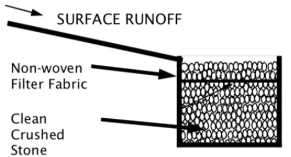 SURFACE RUNOFF
Non-woven
Filter Fabric
Clean
Crushed
Stone